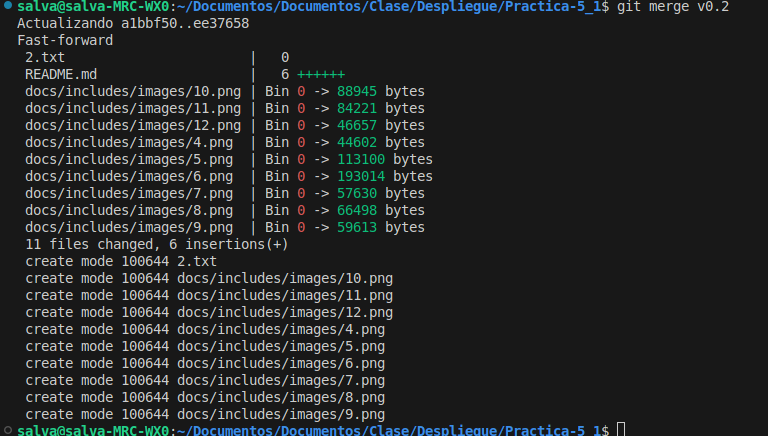 salva@salva-MRC-WX0:~/Documentos/Documentos/Clase/Despliegue/Practica-5_1$ git merge v0.2
Actualizando a1bbf50..ee37658
Fast-forward
 2.txt                       |   0
 README.md                   |   6 ++++++
 docs/includes/images/10.png | Bin 0 -> 88945 bytes
 docs/includes/images/11.png | Bin 0 -> 84221 bytes
 docs/includes/images/12.png | Bin 0 -> 46657 bytes
 docs/includes/images/4.png  | Bin 0 -> 44602 bytes
 docs/includes/images/5.png  | Bin 0 -> 113100 bytes
 docs/includes/images/6.png  | Bin 0 -> 193014 bytes
 docs/includes/images/7.png  | Bin 0 -> 57630 bytes
 docs/includes/images/8.png  | Bin 0 -> 66498 bytes
 docs/includes/images/9.png  | Bin 0 -> 59613 bytes
 11 files changed, 6 insertions(+)
 create mode 100644 2.txt
 create mode 100644 docs/includes/images/10.png
 create mode 100644 docs/includes/images/11.png
 create mode 100644 docs/includes/images/12.png
 create mode 100644 docs/includes/images/4.png
 create mode 100644 docs/includes/images/5.png
 create mode 100644 docs/includes/images/6.png
 create mode 100644 docs/includes/images/7.png
 create mode 100644 docs/includes/images/8.png
 create mode 100644 docs/includes/images/9.png
salva@salva-MRC-WX0:~/Documentos/Documentos/Clase/Despliegue/Practica-5_1$